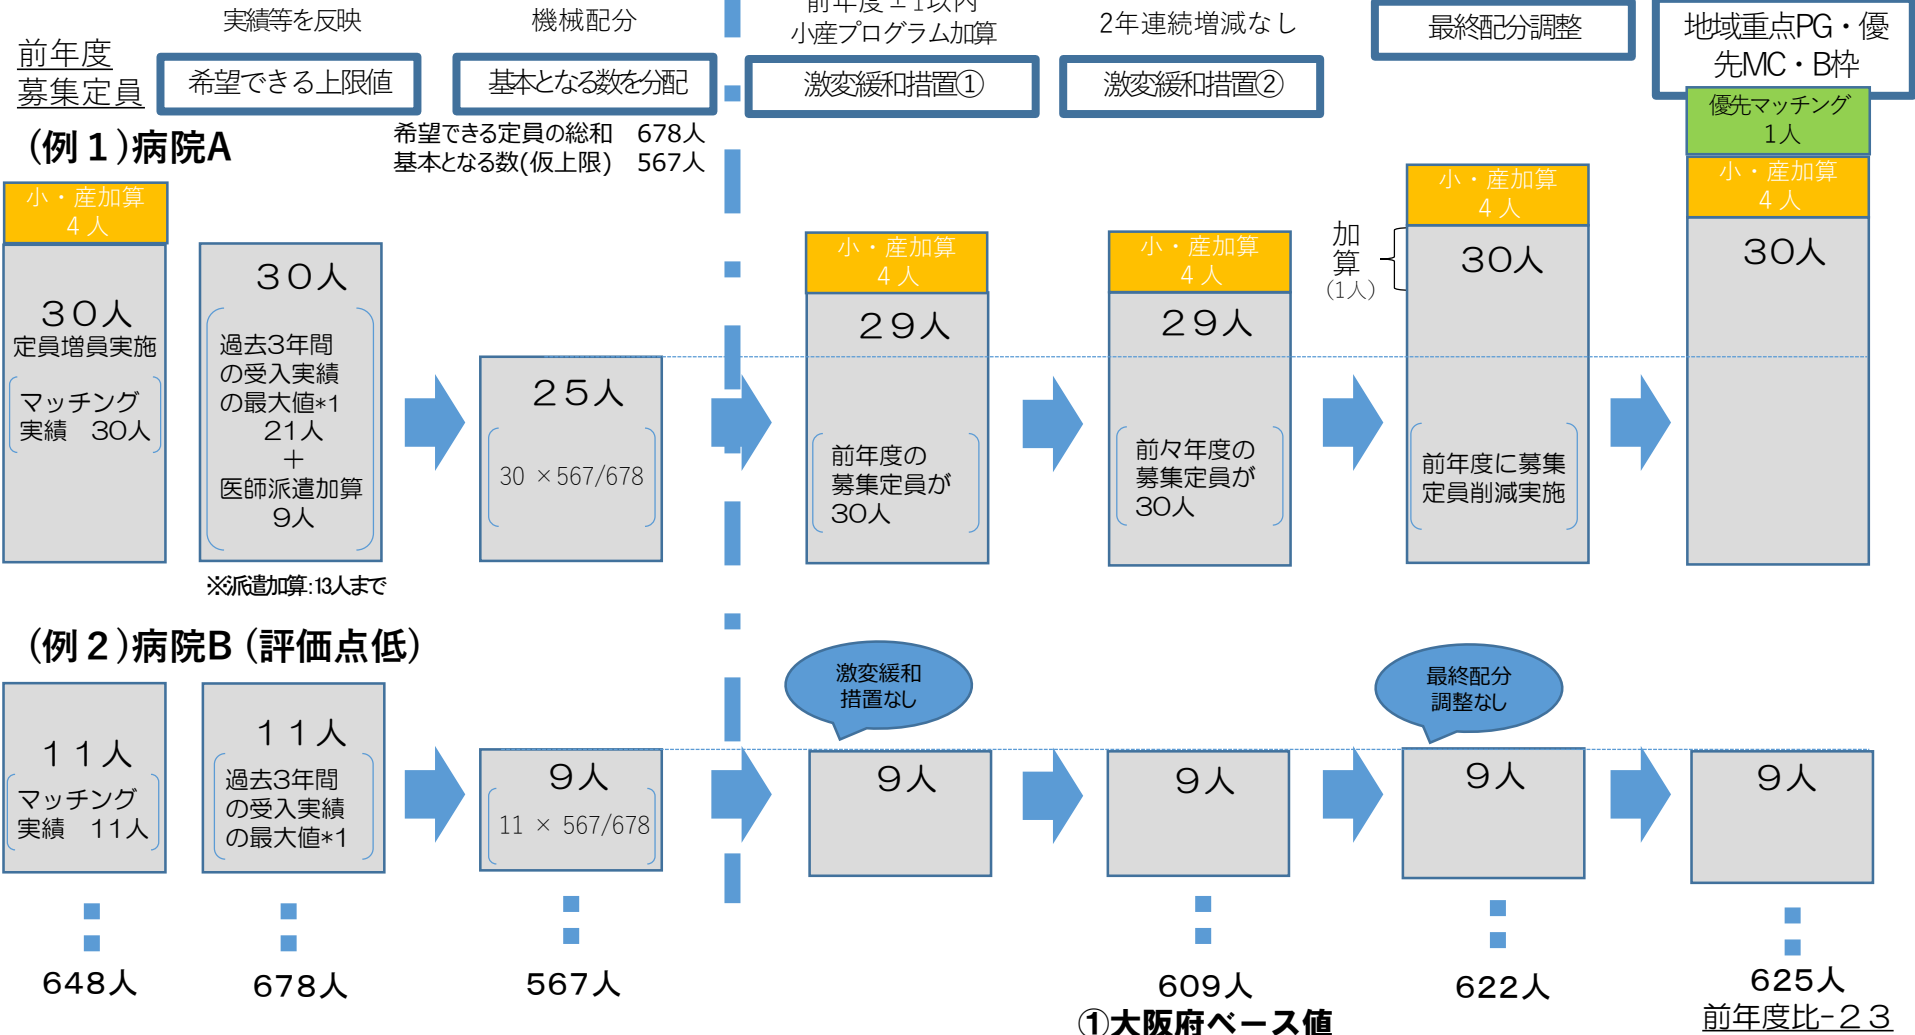 実績等を反映
機械配分
前年度±1以内
小産プログラム加算
2年連続増減なし
前年度
募集定員
希望できる上限値
基本となる数を分配
激変緩和措置①
激変緩和措置②
最終配分調整
地域重点PG・優
先MC・B枠
希望できる定員の総和　678人
基本となる数(仮上限)　567人
(例１)病院A
小・産加算
４人
３０人
定員増員実施
マッチング
実績　30人
３０人
過去3年間
の受入実績
の最大値*1
21人
＋
医師派遣加算
9人
※派遣加算：13人まで
２５人
30 ×567/678
小・産加算
４人
２９人
前年度の
募集定員が
30人
小・産加算
４人
２９人
前々年度の
募集定員が
30人
加
算
(1人)
小・産加算
４人
３０人
前年度に募集
定員削減実施
優先マッチング
1人
小・産加算
４人
３０人
(例２)病院B (評価点低)
１１人
マッチング
実績　11人
１１人
過去3年間
の受入実績
の最大値*1
９人
11 × 567/678
激変緩和
措置なし
９人
９人
最終配分
調整なし
９人
９人
648人
678人
567人
609人
①大阪府ベース値
622人
625人
前年度比-２３